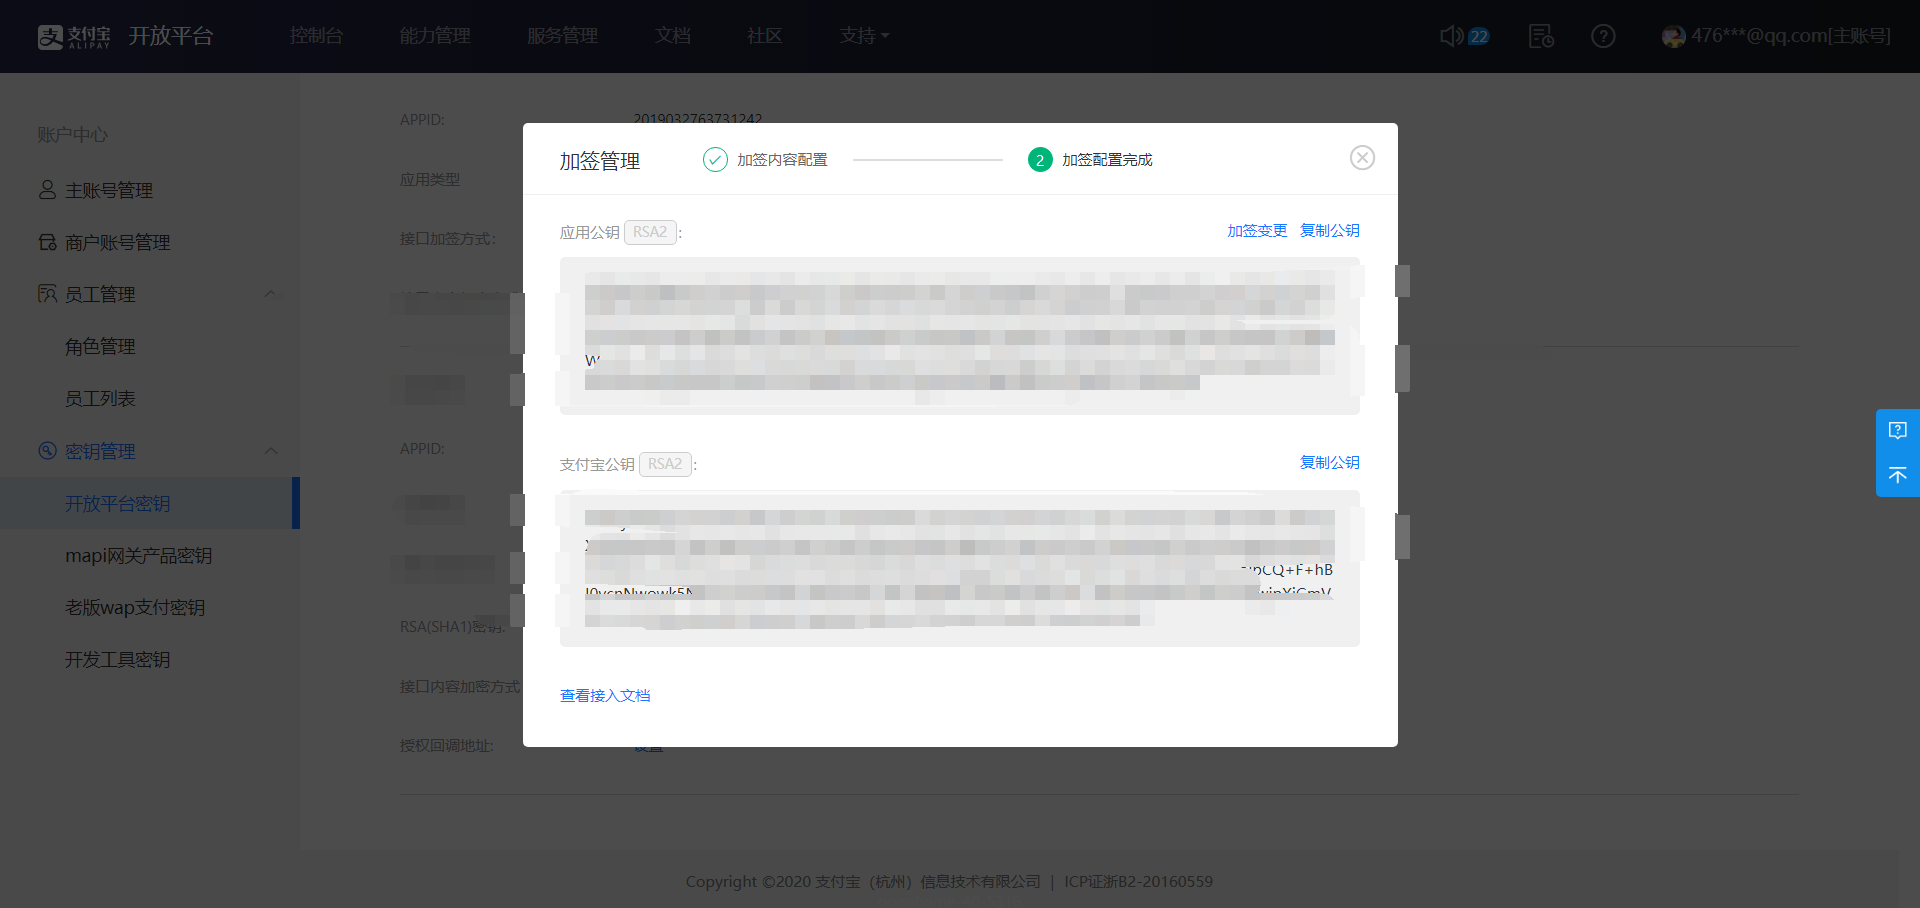 支付宝 ALIPAY 开放平台 控制台 能力管理 服务管理 文档 社区 支持 22 476***@qq.com[主账号]
账户中心
主账号管理
商户账号管理
员工管理
角色管理
员工列表
密钥管理
开放平台密钥
mapi网关产品密钥
老版wap支付密钥
开发工具密钥
APPID: 2019032763731242
应用类型
接口加签方式:
APPID:
RSA(SHA1)密钥:
接口内容加密方式
授权回调地址: 设置
加签管理 加签内容配置 2 加签配置完成
应用公钥 RSA2 : 加签变更 复制公钥
W
支付宝公钥 RSA2 : 复制公钥
pCQ+F+hB
查看接入文档
Copyright ©2020 支付宝（杭州）信息技术有限公司 | ICP证浙B2-20160559